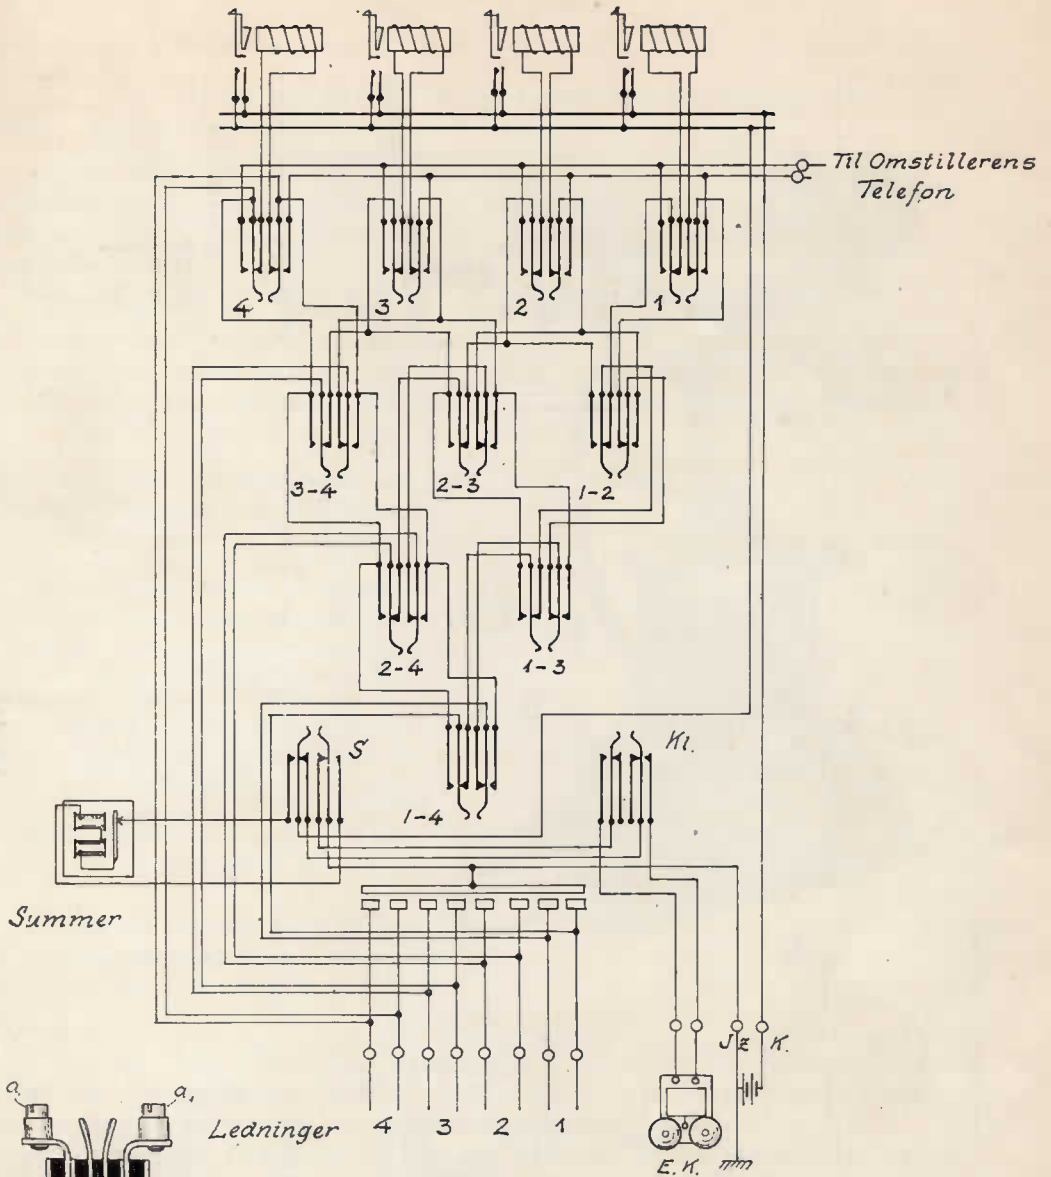 Til Omstillerens
Telefon
4 3 2 1
3-4 2-3 1-2
2-4 1-3
S Kl.
1-4
Summer
JZ K.
a a,
Ledninger 4 3 2 1
E.K.